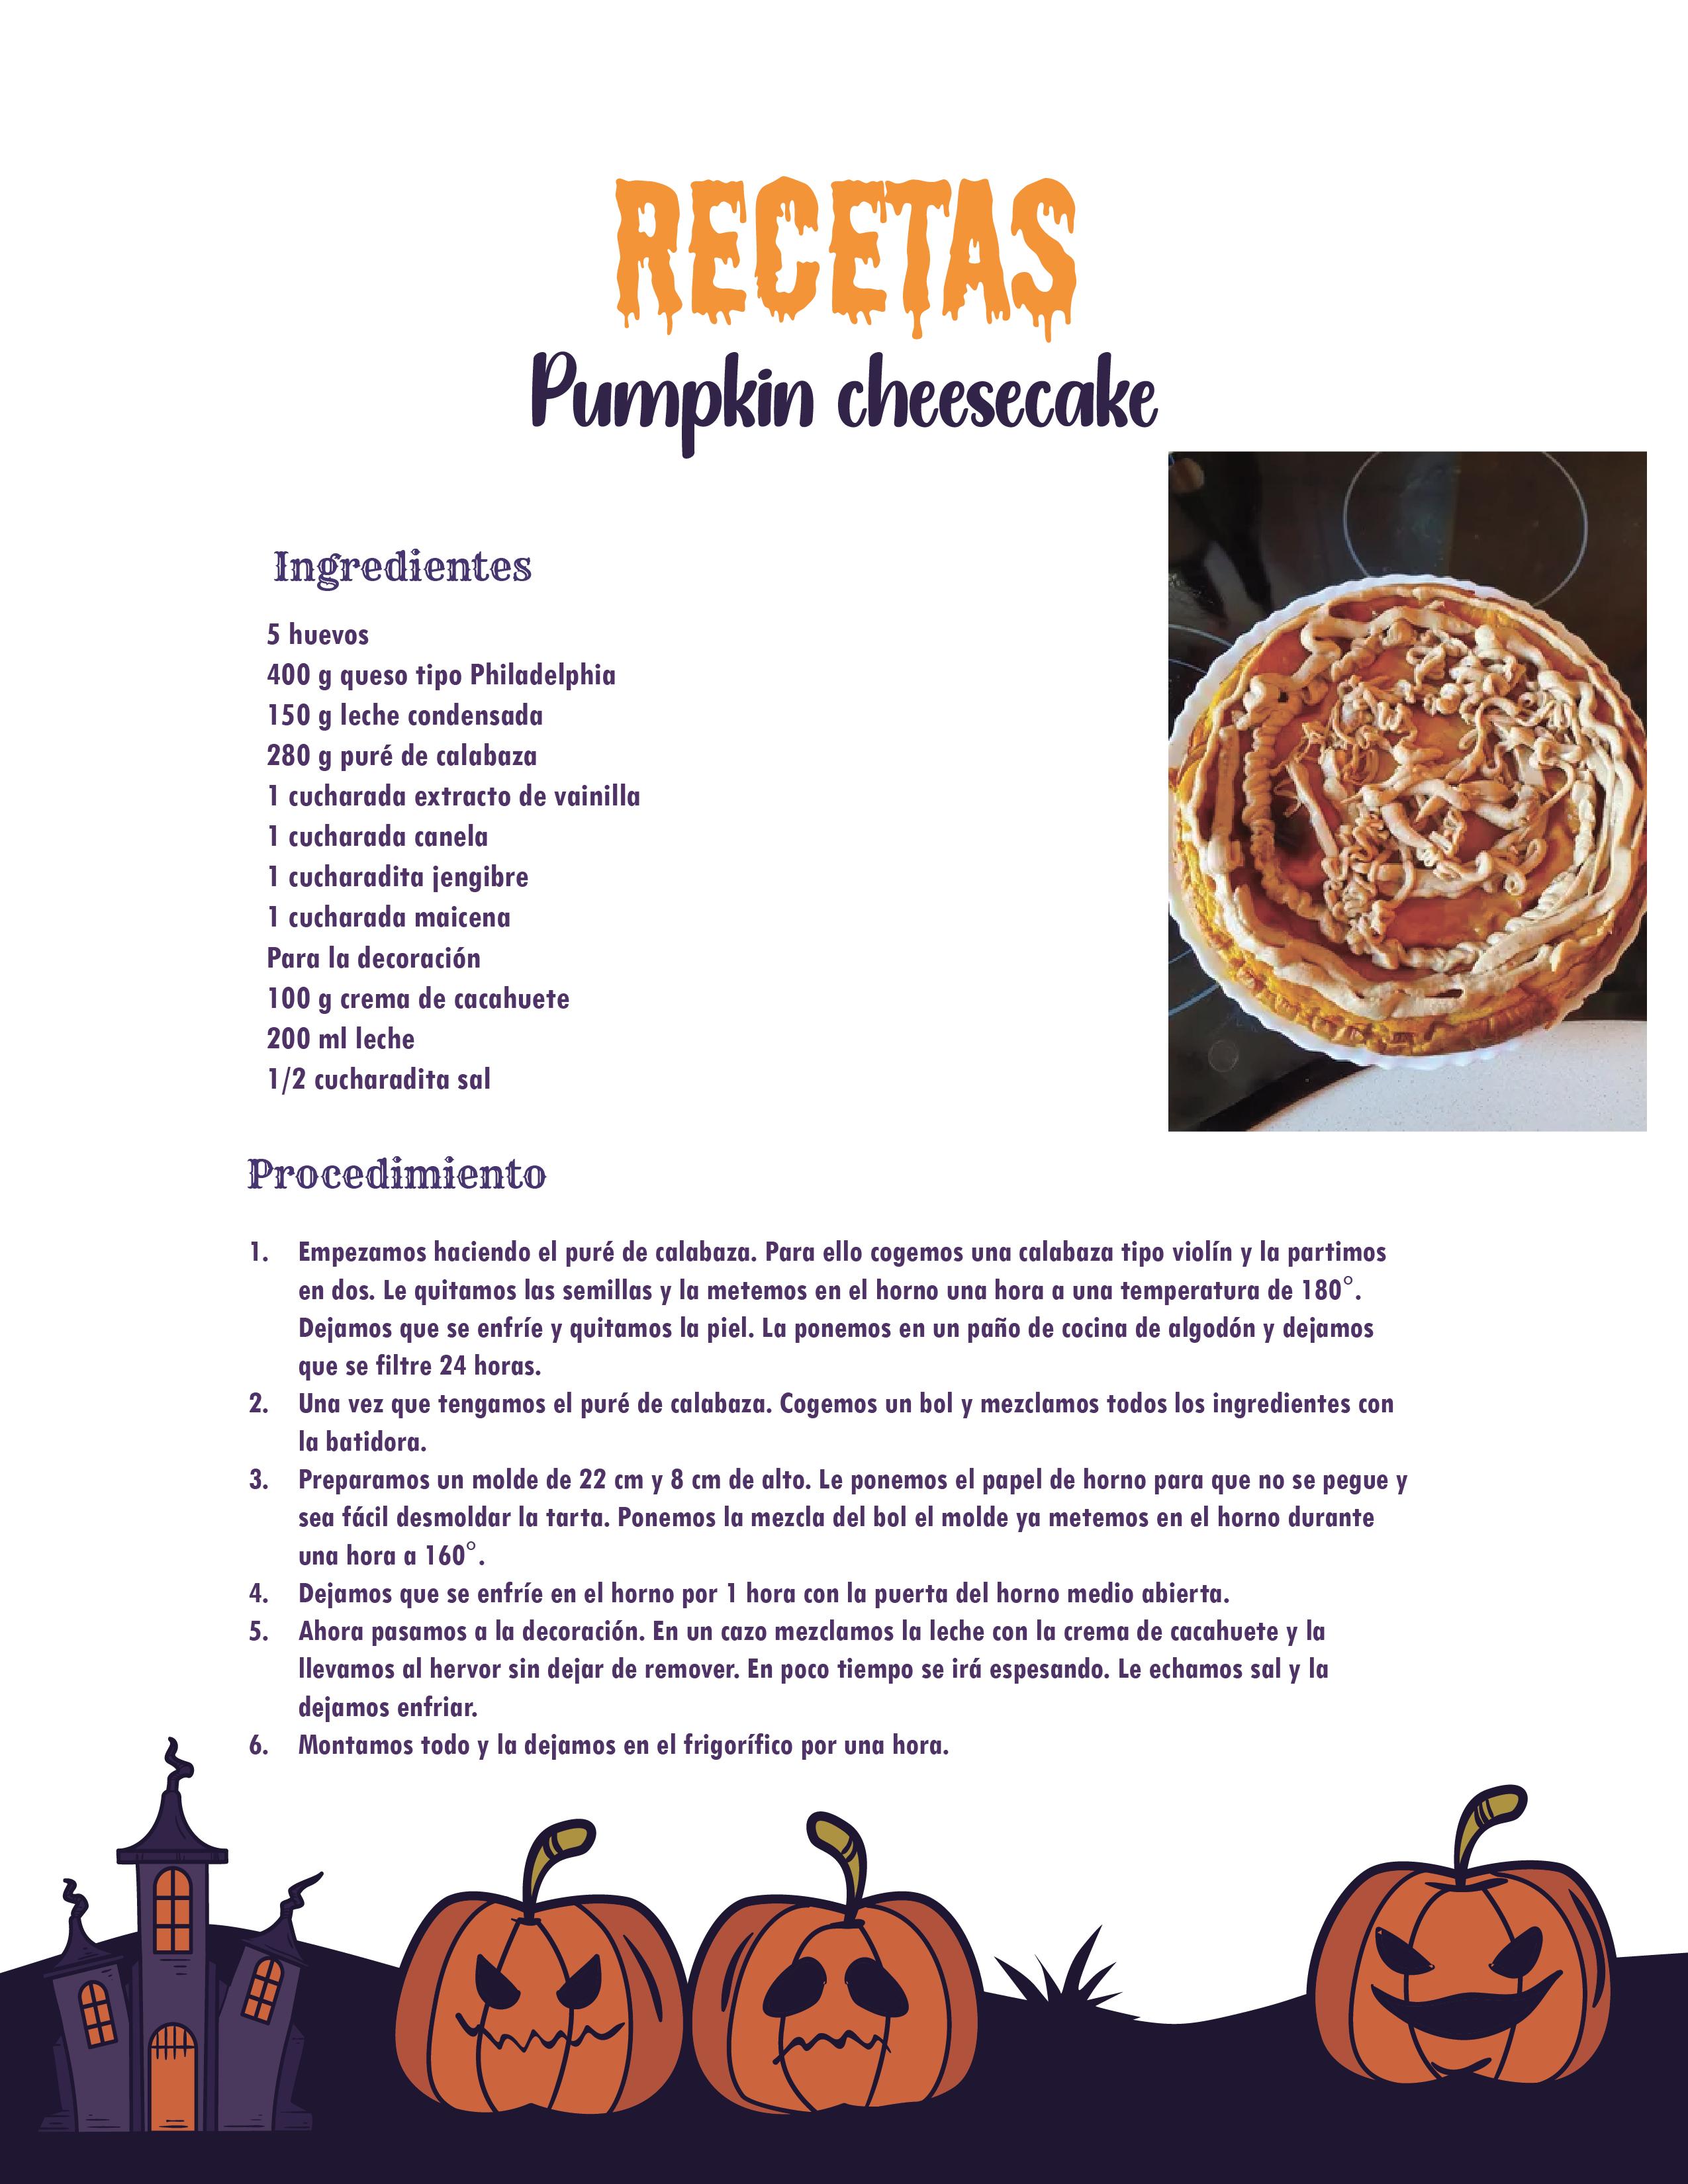 RECETAS
Pumpkin cheesecake
Ingredientes
5 huevos
400 g queso tipo Philadelphia
150 g leche condensada
280 g puré de calabaza
1 cucharada extracto de vainilla
1 cucharada canela
1 cucharadita jengibre
1 cucharada maicena
Para la decoración
100 g crema de cacahuete
200 ml leche
1/2 cucharadita sal
Procedimiento
1. Empezamos haciendo el puré de calabaza. Para ello cogemos una calabaza tipo violín y la partimos
en dos. Le quitamos las semillas y la metemos en el horno una hora a una temperatura de 180°.
Dejamos que se enfríe y quitamos la piel. La ponemos en un paño de cocina de algodón y dejamos
que se filtre 24 horas.
2. Una vez que tengamos el puré de calabaza. Cogemos un bol y mezclamos todos los ingredientes con
la batidora.
3. Preparamos un molde de 22 cm y 8 cm de alto. Le ponemos el papel de horno para que no se pegue y
sea fácil desmoldar la tarta. Ponemos la mezcla del bol el molde ya metemos en el horno durante
una hora a 160°.
4. Dejamos que se enfríe en el horno por 1 hora con la puerta del horno medio abierta.
5. Ahora pasamos a la decoración. En un cazo mezclamos la leche con la crema de cacahuete y la
llevamos al hervor sin dejar de remover. En poco tiempo se irá espesando. Le echamos sal y la
dejamos enfriar.
6. Montamos todo y la dejamos en el frigorífico por una hora.